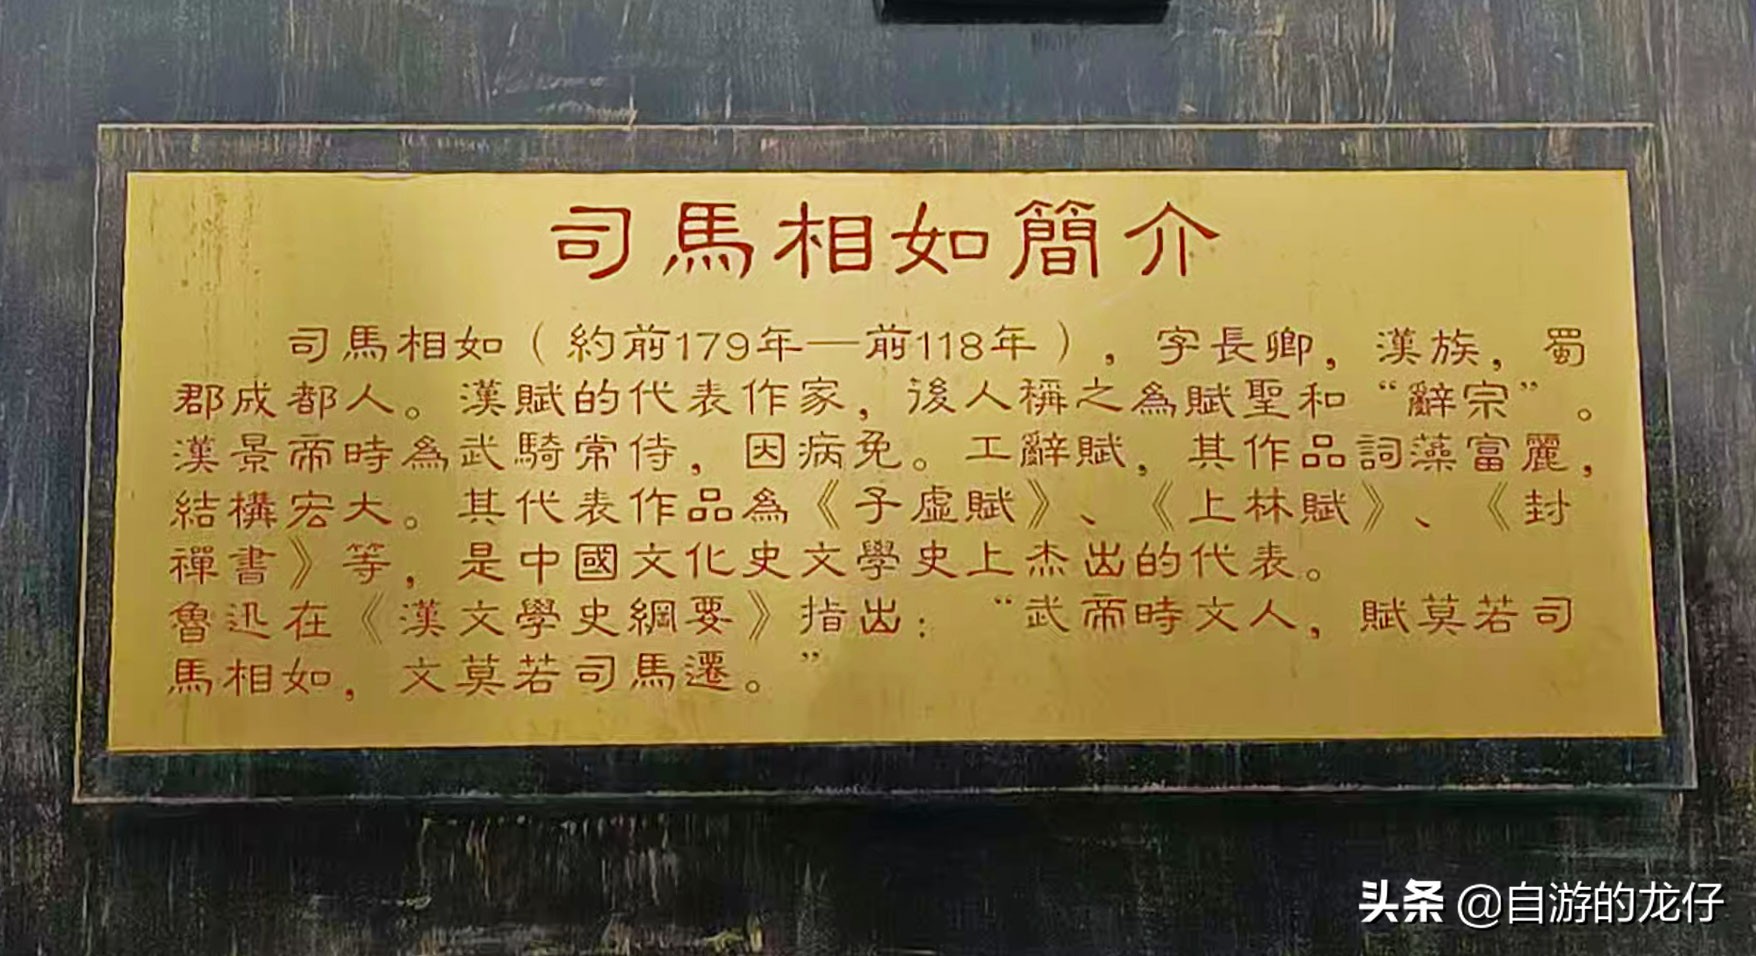 司馬相如簡介
司馬相如（約前179年—前118年），字長卿，漢族，蜀
郡成都人。漢賦的代表作家，後人稱之為賦聖和“辭宗”。
漢景帝時為武騎常侍，因病免。工辭賦，其作品詞藻富麗，
結構宏大。其代表作品為《子虛賦》、《上林賦》、《封
禪書》等，是中國文化史文學史上杰出的代表。
魯迅在《漢文學史綱要》指出：“武帝時文人，賦莫若司
馬相如，文莫若司馬遷。”
头条 @自游的龙仔